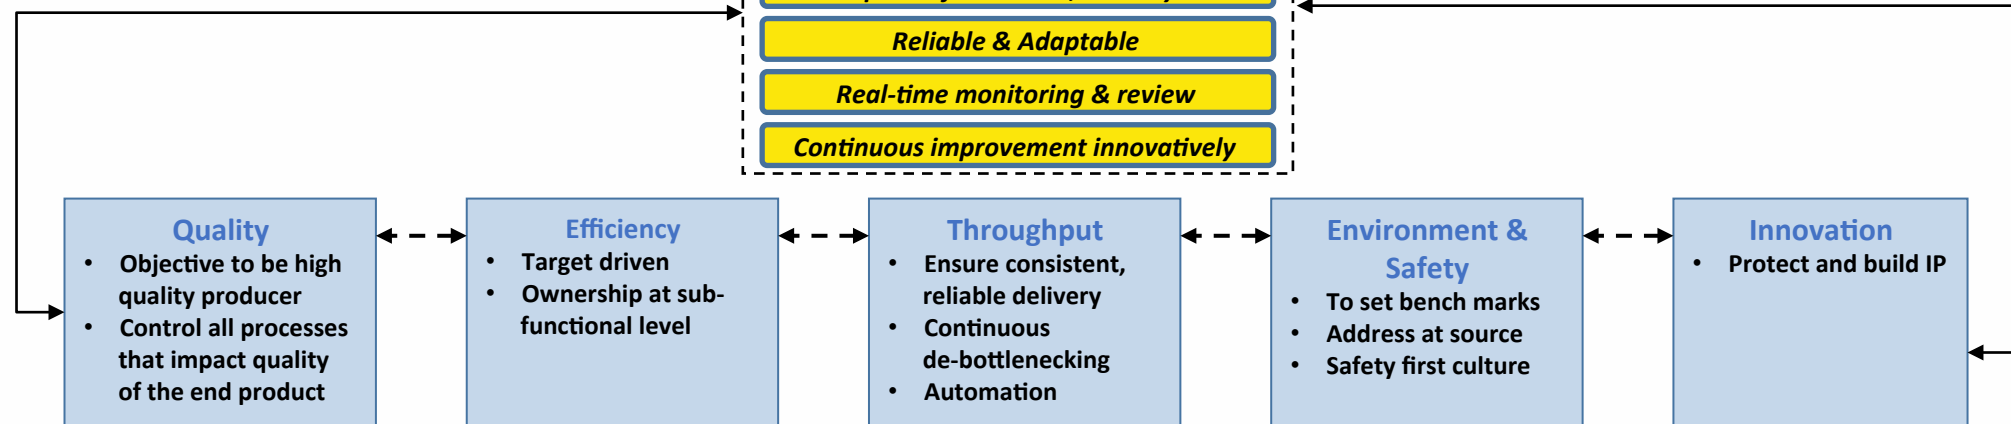 Reliable & Adaptable
Real-time monitoring & review
Continuous improvement innovatively
Quality
• Objective to be high
quality producer
• Control all processes
that impact quality
of the end product
Efficiency
• Target driven
• Ownership at sub-
functional level
Throughput
• Ensure consistent,
reliable delivery
• Continuous
de-bottlenecking
• Automation
Environment &
Safety
• To set bench marks
• Address at source
• Safety first culture
Innovation
• Protect and build IP